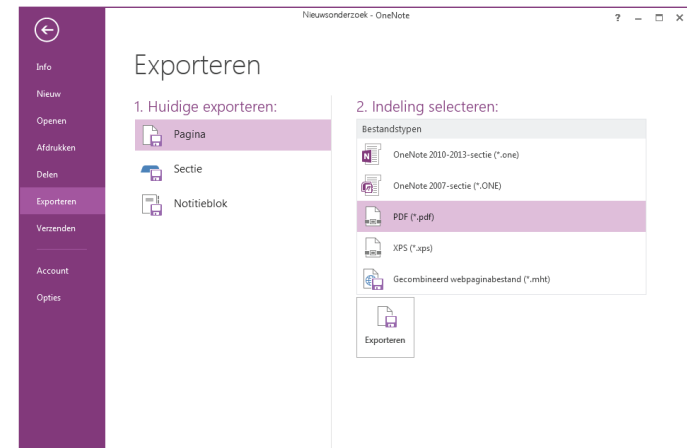 Nieuwsonderzoek - OneNote
?
Info
Nieuw
Openen
Afdrukken
Delen
Exporteren
Verzenden
Account
Opties
Exporteren
1. Huidige exporteren:
Pagina
Sectie
Notitieblok
2. Indeling selecteren:
Bestandstypen
OneNote 2010-2013-sectie (*.one)
OneNote 2007-sectie (*.ONE)
PDF (*.pdf)
XPS (*.xps)
Gecombineerd webpaginabestand (*.mht)
Exporteren